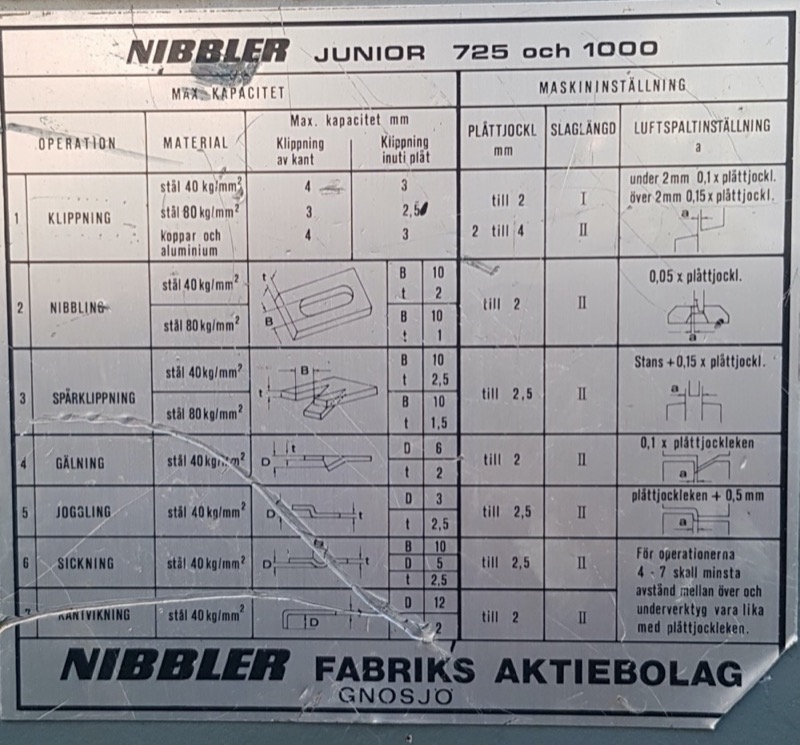 NIBBLER JUNIOR 725 och 1000
MAX KAPACITET MASKININSTÄLLNING
OPERATION MATERIAL Max. kapacitet mm PLÅTTJOCKL mm SLAGLÄNGD LUFTSPALTINSTÄLLNING a
Klippning av kant Klippning inuti plåt
1 KLIPPNING
stål 40 kg/mm² 4 3
stål 80 kg/mm² 3 2,5
koppar och aluminium 4 3
till 2 I
2 till 4 II
under 2mm 0,1 x plåttjockl.
över 2mm 0,15 x plåttjockl.
a
2 NIBBLING
stål 40 kg/mm² t B B 10
t 2
stål 80 kg/mm² B 10
t 1
till 2 II 0,05 x plåttjockl.
a
3 SPÅRKLIPPNING
stål 40 kg/mm² B t B 10
t 2,5
stål 80 kg/mm² B 10
t 1,5
till 2,5 II Stans + 0,15 x plåttjockl.
a
4 GÄLNING stål 40 kg/mm² D t D 6
t 2
till 2 II 0,1 x plåttjockleken
a
5 JOGGLING stål 40 kg/mm² D t D 3
t 2,5
till 2,5 II plåttjockleken + 0,5 mm
a
6 SICKNING stål 40 kg/mm² B D t B 10
D 5
t 2,5
till 2,5 II
7 KANTVIKNING stål 40 kg/mm² D D 12
2
till 2 II
För operationerna
4 - 7 skall minsta
avstånd mellan över och
underverktyg vara lika
med plåttjockleken.
NIBBLER FABRIKS AKTIEBOLAG
GNOSJÖ